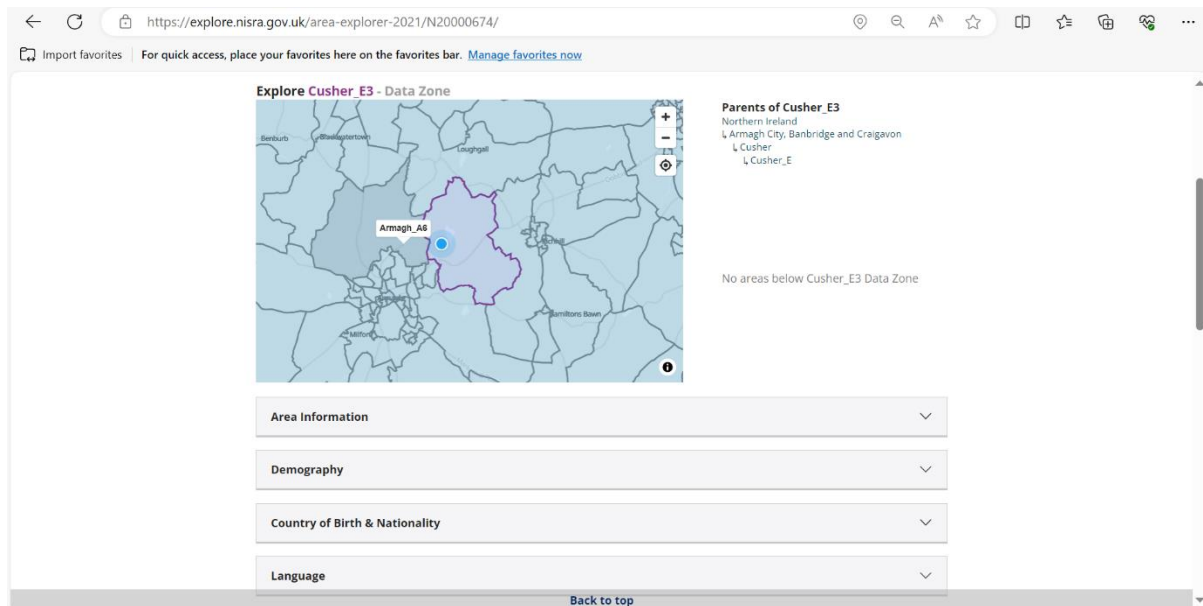 https://explore.nisra.gov.uk/area-explorer-2021/N20000674/
Import favorites
For quick access, place your favorites here on the favorites bar. Manage favorites now
Explore Cusher_E3 - Data Zone
Benburb
Blackwatertown
Loughgall
Armagh_A6
Milford
Hamiltons Bawn
Parents of Cusher_E3
Northern Ireland
Armagh City, Banbridge and Craigavon
Cusher
Cusher_E
No areas below Cusher_E3 Data Zone
Area Information
Demography
Country of Birth & Nationality
Language
Back to top